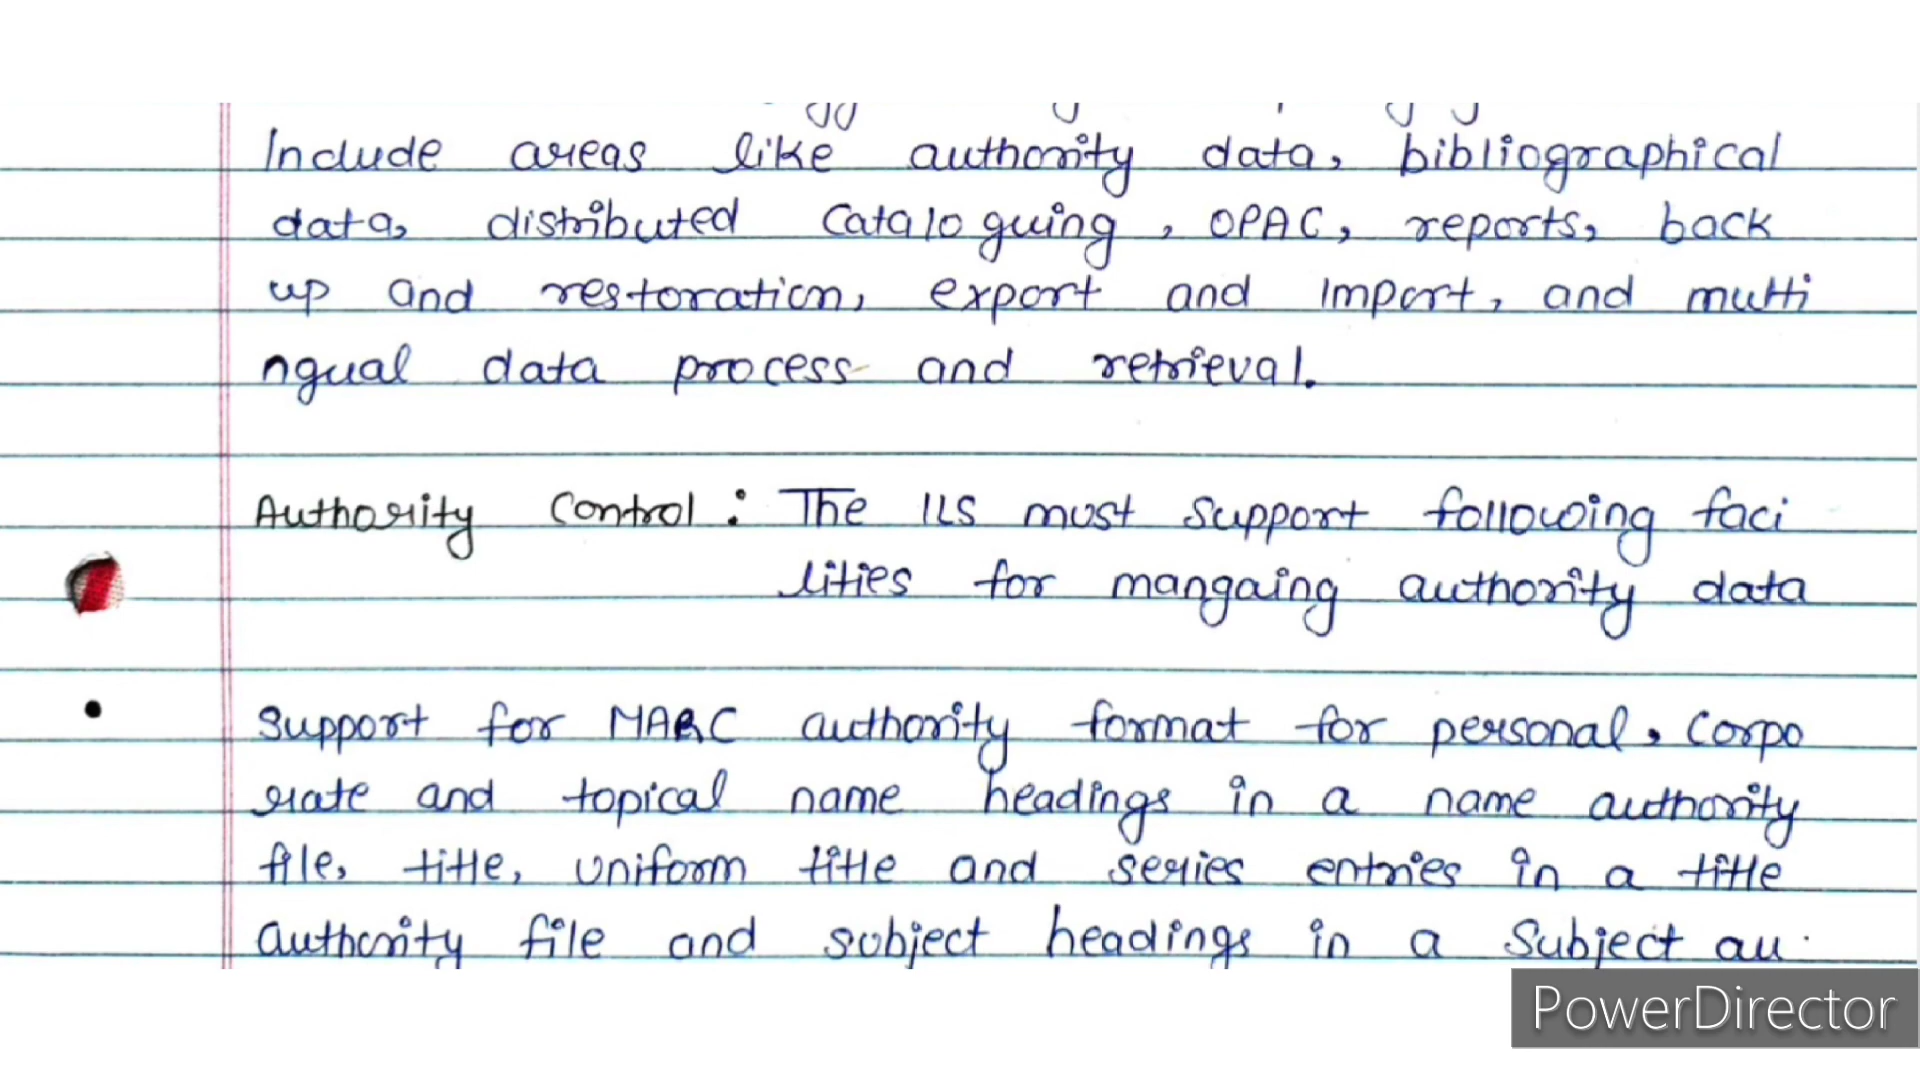 Include areas like authority data, bibliographical
data, distributed Cataloguing, OPAC, reports, back
up and restoration, export and Import, and multi
ngual data process and retrieval.
Authority Control: The ILS must support following faci
lities for mangaing authority data
• Support for MARC authority format for personal, Corpo
rate and topical name headings in a name authority
file, title, uniform title and series entries in a title
authority file and subject headings in a Subject au
PowerDirector